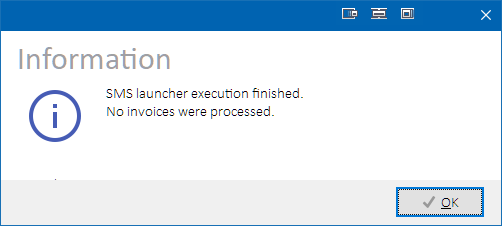 Information
SMS launcher execution finished.
No invoices were processed.
OK